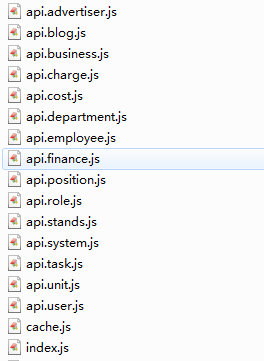 api.advertiser.js
api.blog.js
api.business.js
api.charge.js
api.cost.js
api.department.js
api.employee.js
api.finance.js
api.position.js
api.role.js
api.stands.js
api.system.js
api.task.js
api.unit.js
api.user.js
cache.js
index.js